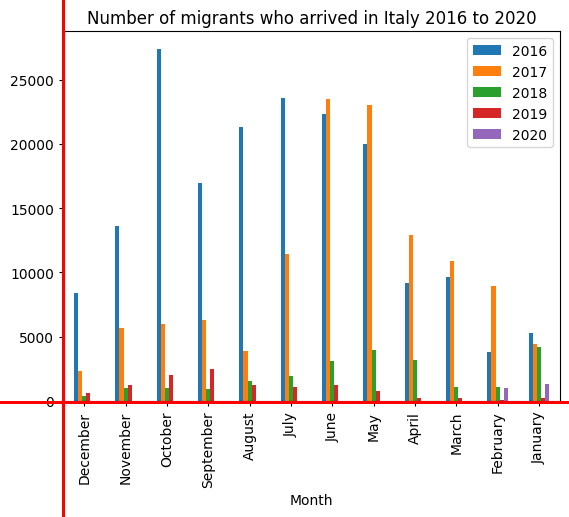 Number of migrants who arrived in Italy 2016 to 2020
2016
2017
2018
2019
2020
25000
20000
15000
10000
5000
0
December
November
October
September
August
July
June
May
April
March
February
January
Month